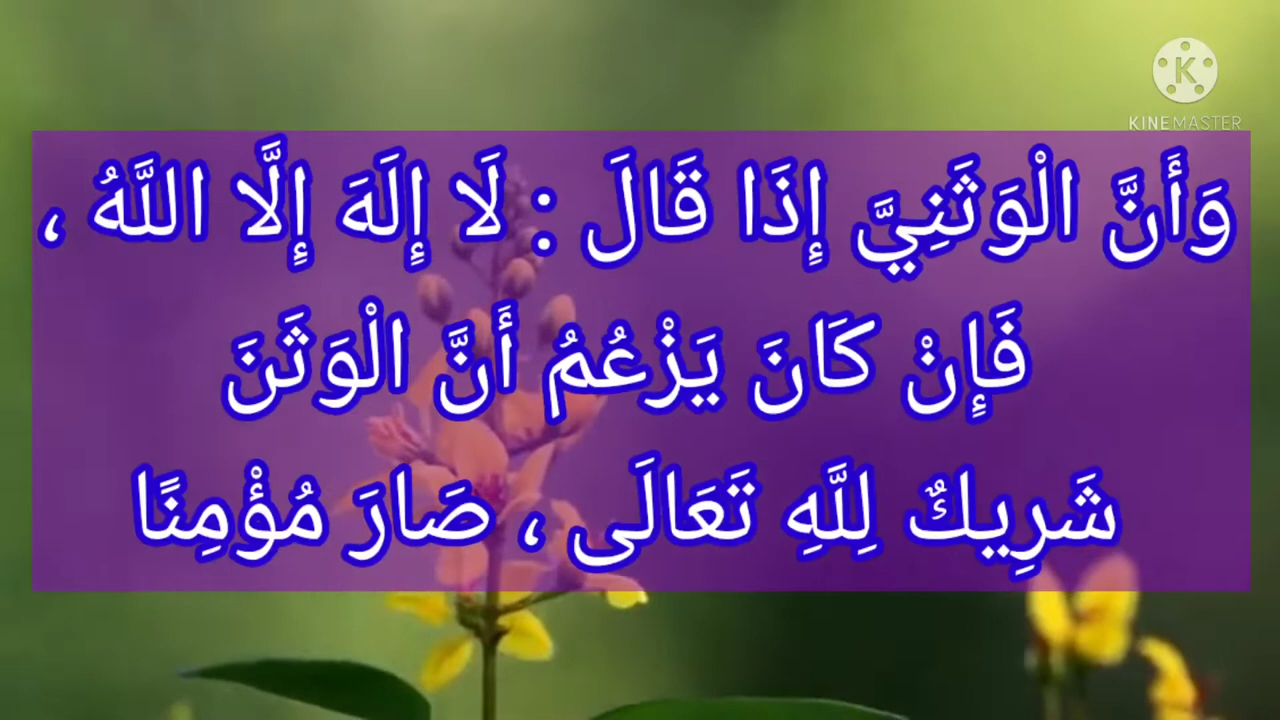 KINEMASTER
وَأَنَّ الْوَثَنِيَّ إِذَا قَالَ : لَا إِلَهَ إِلَّا اللَّهُ ،
فَإِنْ كَانَ يَزْعُمُ أَنَّ الْوَثَنَ
شَرِيكٌ لِلَّهِ تَعَالَى ، صَارَ مُؤْمِنًا